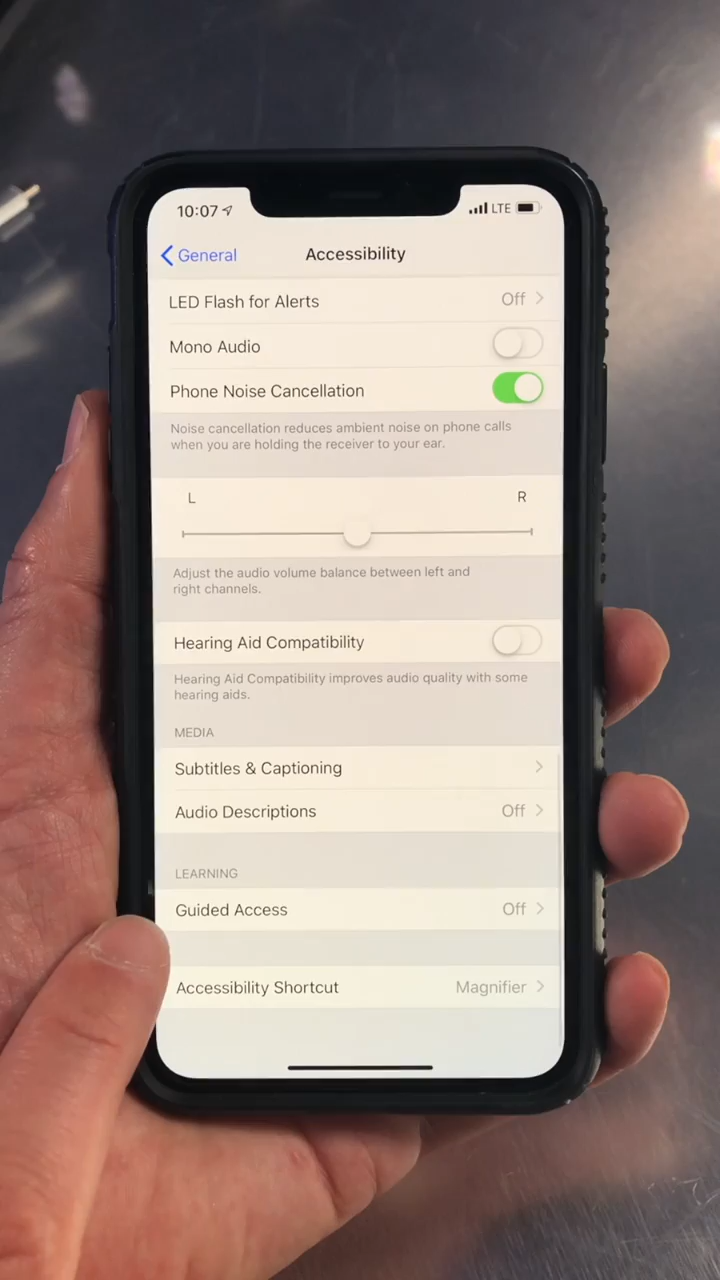 10:07 LTE
General Accessibility
LED Flash for Alerts Off
Mono Audio
Phone Noise Cancellation
Noise cancellation reduces ambient noise on phone calls
when you are holding the receiver to your ear.
L R
Adjust the audio volume balance between left and
right channels.
Hearing Aid Compatibility
Hearing Aid Compatibility improves audio quality with some
hearing aids.
MEDIA
Subtitles & Captioning
Audio Descriptions Off
LEARNING
Guided Access Off
Accessibility Shortcut Magnifier